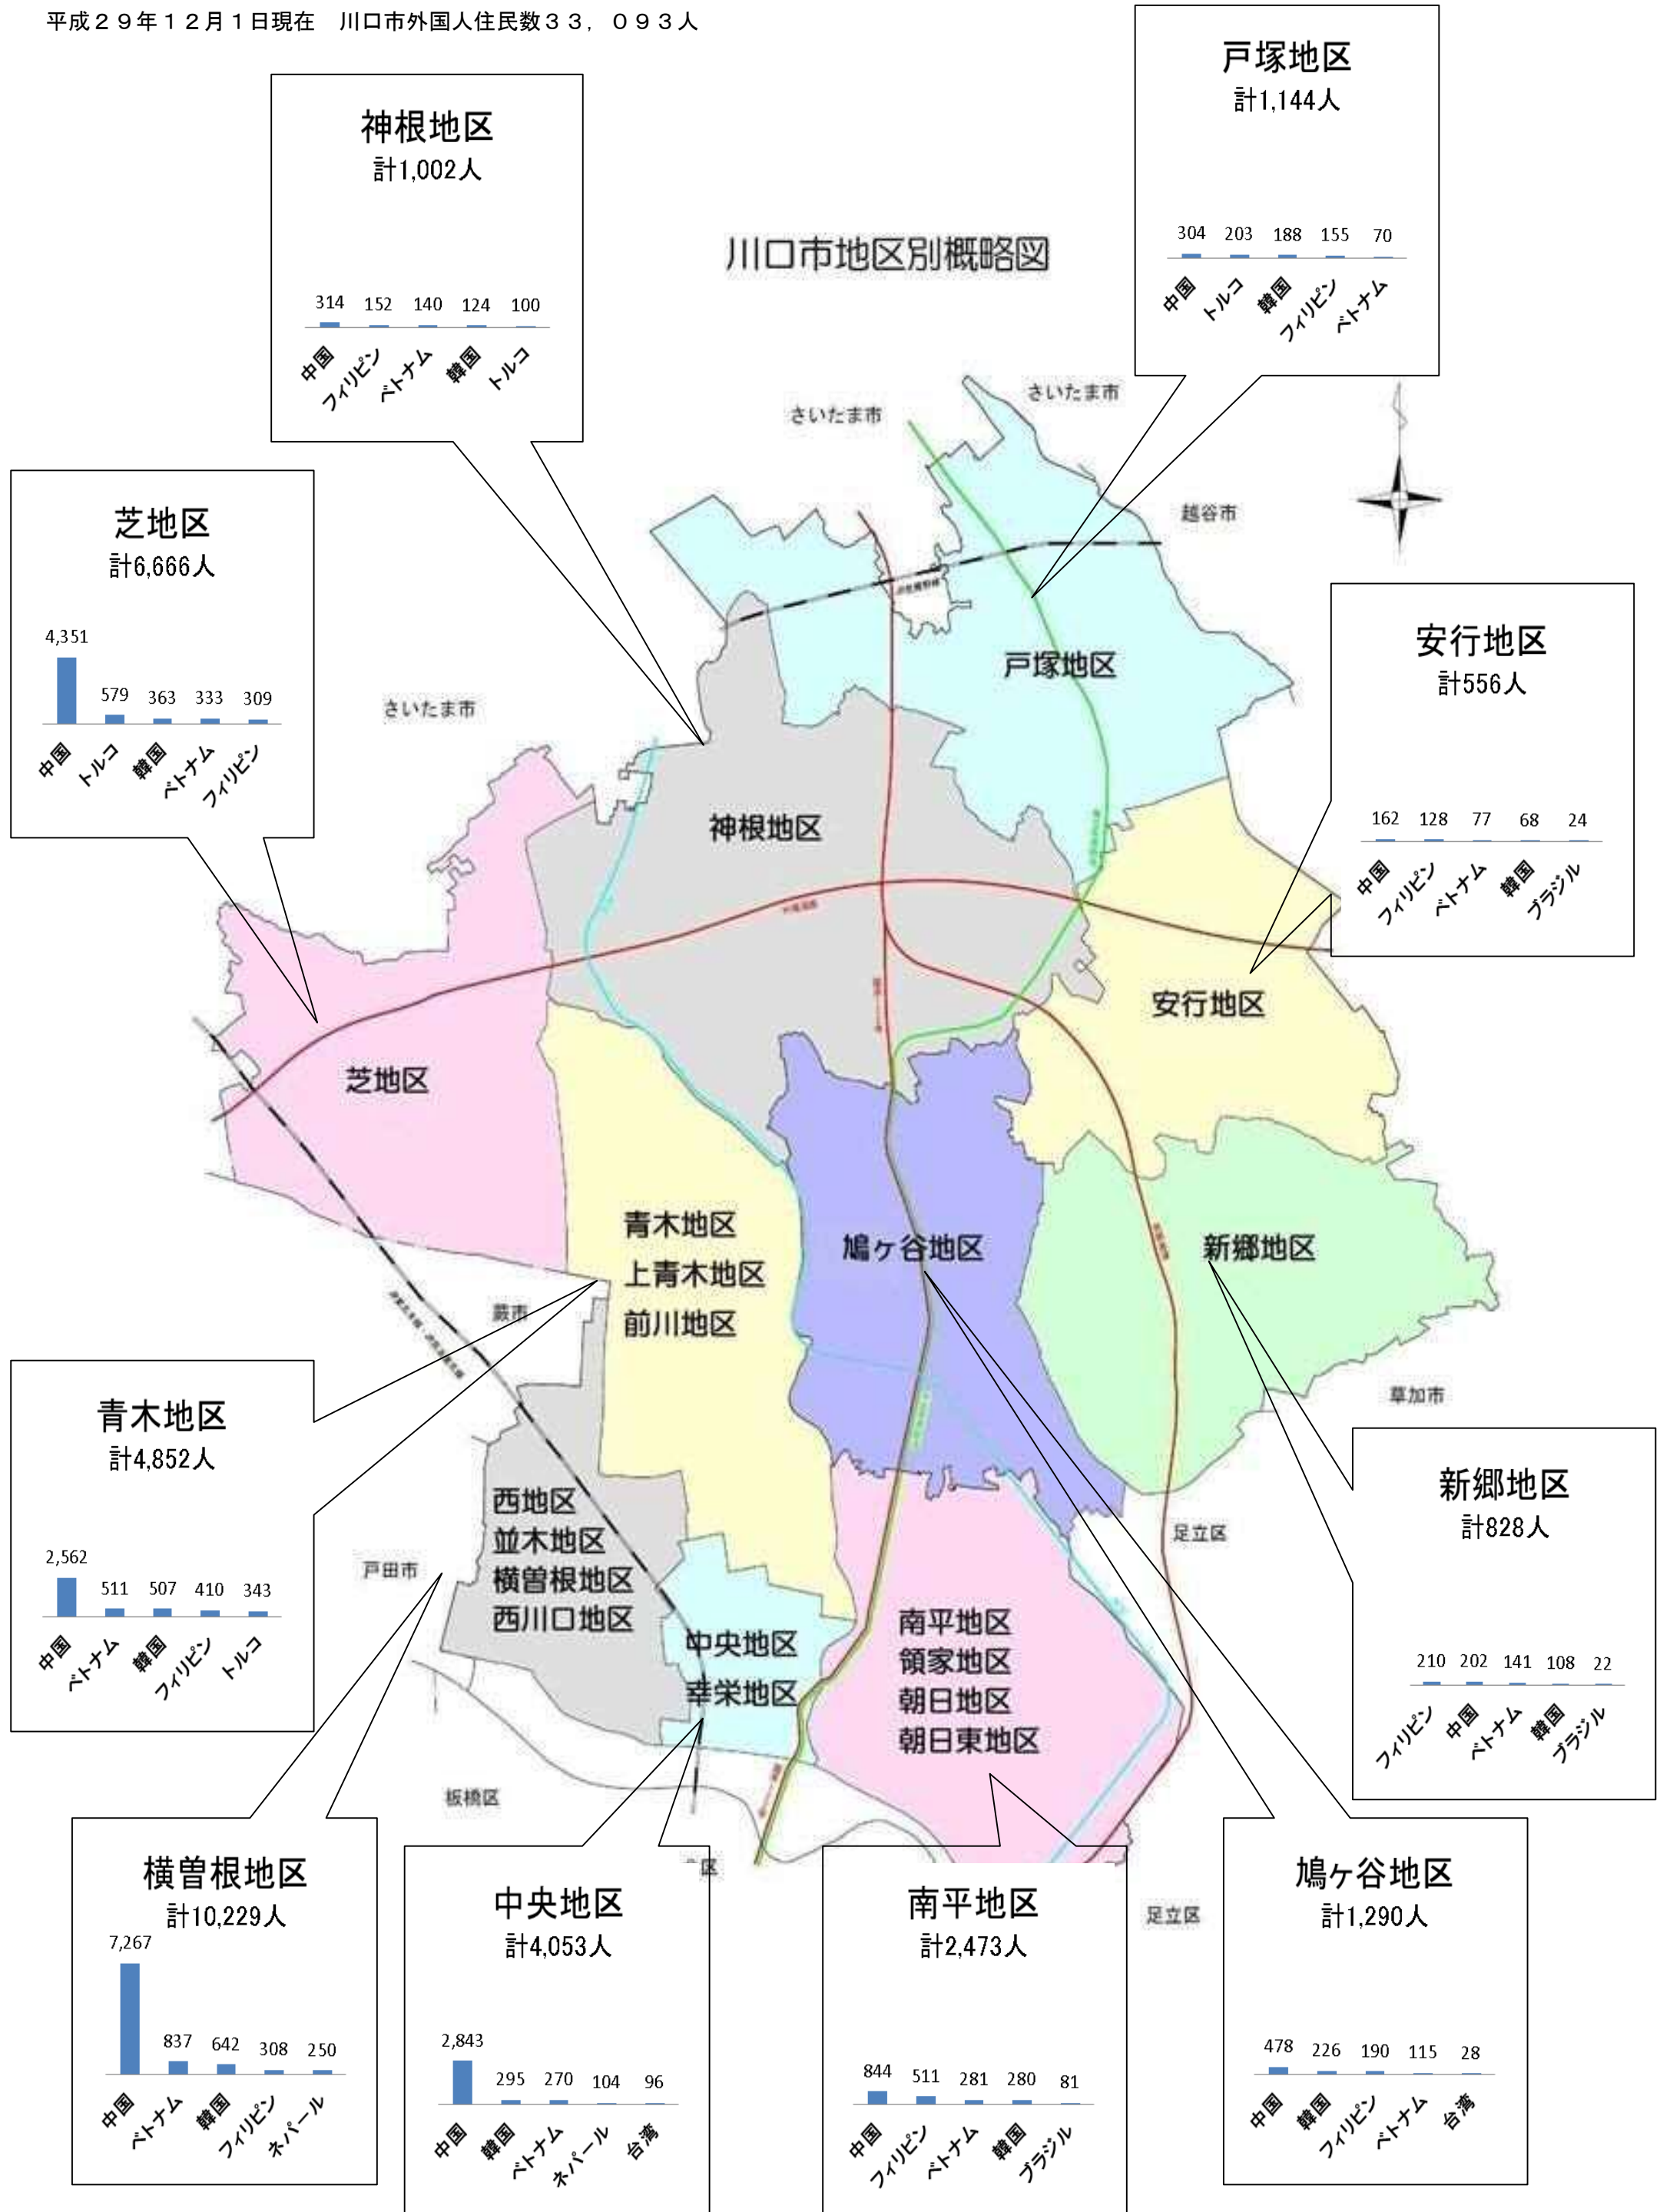 平成２９年１２月１日現在　川口市外国人住民数３３，０９３人
川口市地区別概略図
神根地区
計1,002人
314 152 140 124 100
中国 フィリピン ベトナム 韓国 トルコ
戸塚地区
計1,144人
304 203 188 155 70
中国 トルコ 韓国 フィリピン ベトナム
芝地区
計6,666人
4,351 579 363 333 309
中国 トルコ 韓国 ベトナム フィリピン
安行地区
計556人
162 128 77 68 24
中国 フィリピン ベトナム 韓国 ブラジル
さいたま市
さいたま市
越谷市
さいたま市
戸塚地区
神根地区
安行地区
芝地区
青木地区
上青木地区
前川地区
鳩ヶ谷地区
新郷地区
蕨市
草加市
西地区
並木地区
横曽根地区
西川口地区
戸田市
足立区
中央地区
幸栄地区
南平地区
領家地区
朝日地区
朝日東地区
板橋区
区
足立区
青木地区
計4,852人
2,562 511 507 410 343
中国 ベトナム 韓国 フィリピン トルコ
新郷地区
計828人
210 202 141 108 22
フィリピン 中国 ベトナム 韓国 ブラジル
横曽根地区
計10,229人
7,267 837 642 308 250
中国 ベトナム 韓国 フィリピン ネパール
中央地区
計4,053人
2,843 295 270 104 96
中国 韓国 ベトナム ネパール 台湾
南平地区
計2,473人
844 511 281 280 81
中国 フィリピン ベトナム 韓国 ブラジル
鳩ヶ谷地区
計1,290人
478 226 190 115 28
中国 韓国 フィリピン ベトナム 台湾